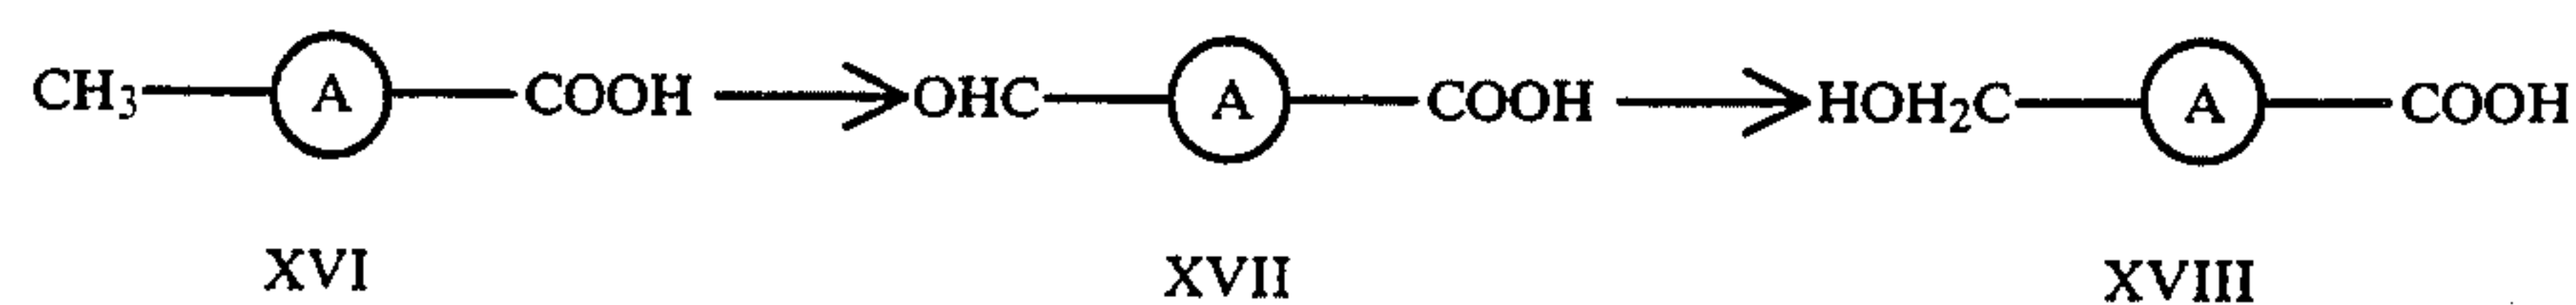 CH3 A COOH OHC A COOH HOH2C A COOH
XVI XVII XVIII